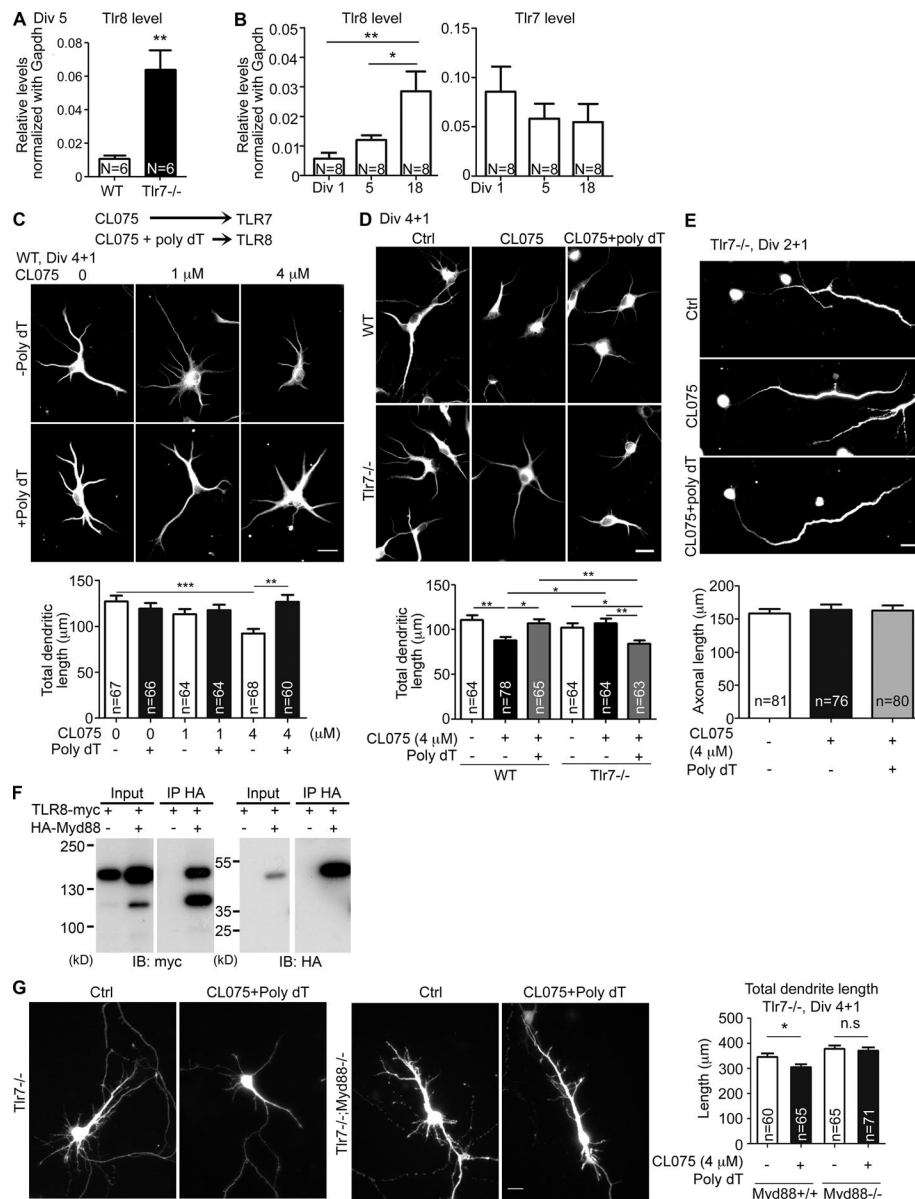 A Div 5
Tlr8 level
**
Relative levels
normalized with Gapdh
0.12
0.08
0.04
0
N=6
N=6
WT
Tlr7-/-
B
Tlr8 level
**
*
Relative levels
normalized with Gapdh
0.05
0.04
0.03
0.02
0.01
0
N=8
N=8
N=8
Div 1
5
18
Tlr7 level
0.15
0.10
0.05
0
N=8
N=8
N=8
Div 1
5
18
C
CL075
TLR7
CL075 + poly dT
TLR8
WT, Div 4+1
CL075
0
1 µM
4 µM
-Poly dT
+Poly dT
***
**
Total dendritic
length (µm)
150
100
50
0
n=67
n=66
n=64
n=64
n=68
n=60
CL075 0 0 1 1 4 4 (µM)
Poly dT - + - + - +
D
Div 4+1
Ctrl
CL075
CL075+poly dT
WT
Tlr7-/-
**
*
*
**
*
**
Total dendritic
length (µm)
150
100
50
0
n=64
n=78
n=65
n=64
n=64
n=63
CL075 (4 µM) - + + - + +
Poly dT - - + - - +
WT
Tlr7-/-
E
Tlr7-/-, Div 2+1
Ctrl
CL075
CL075+poly dT
Axonal length (µm)
200
150
100
50
0
n=81
n=76
n=80
CL075
(4 µM)
- + +
Poly dT
- - +
F
Input
IP HA
Input
IP HA
TLR8-myc + + + + + + + +
HA-Myd88 - + - + - + - +
250
130
100
(kD)
IB: myc
55
35
25
(kD)
IB: HA
G
Ctrl
CL075+Poly dT
Tlr7-/-
Ctrl
CL075+Poly dT
Tlr7-/-;Myd88-/-
Total dendrite length
Tlr7-/-, Div 4+1
*
n.s
Length
(µm)
400
300
200
100
0
n=60
n=65
n=65
n=71
CL075 (4 µM)
Poly dT
- + - +
Myd88+/+
Myd88-/-